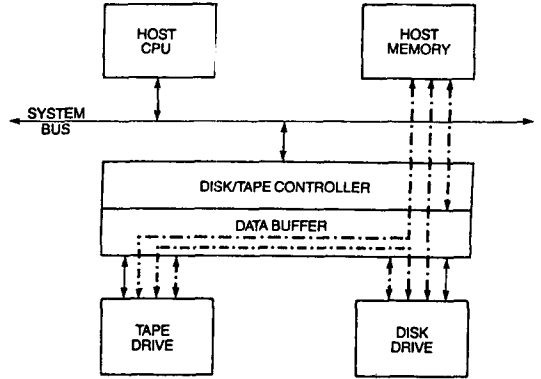 HOST
CPU
HOST
MEMORY
SYSTEM
BUS
DISK/TAPE CONTROLLER
DATA BUFFER
TAPE
DRIVE
DISK
DRIVE